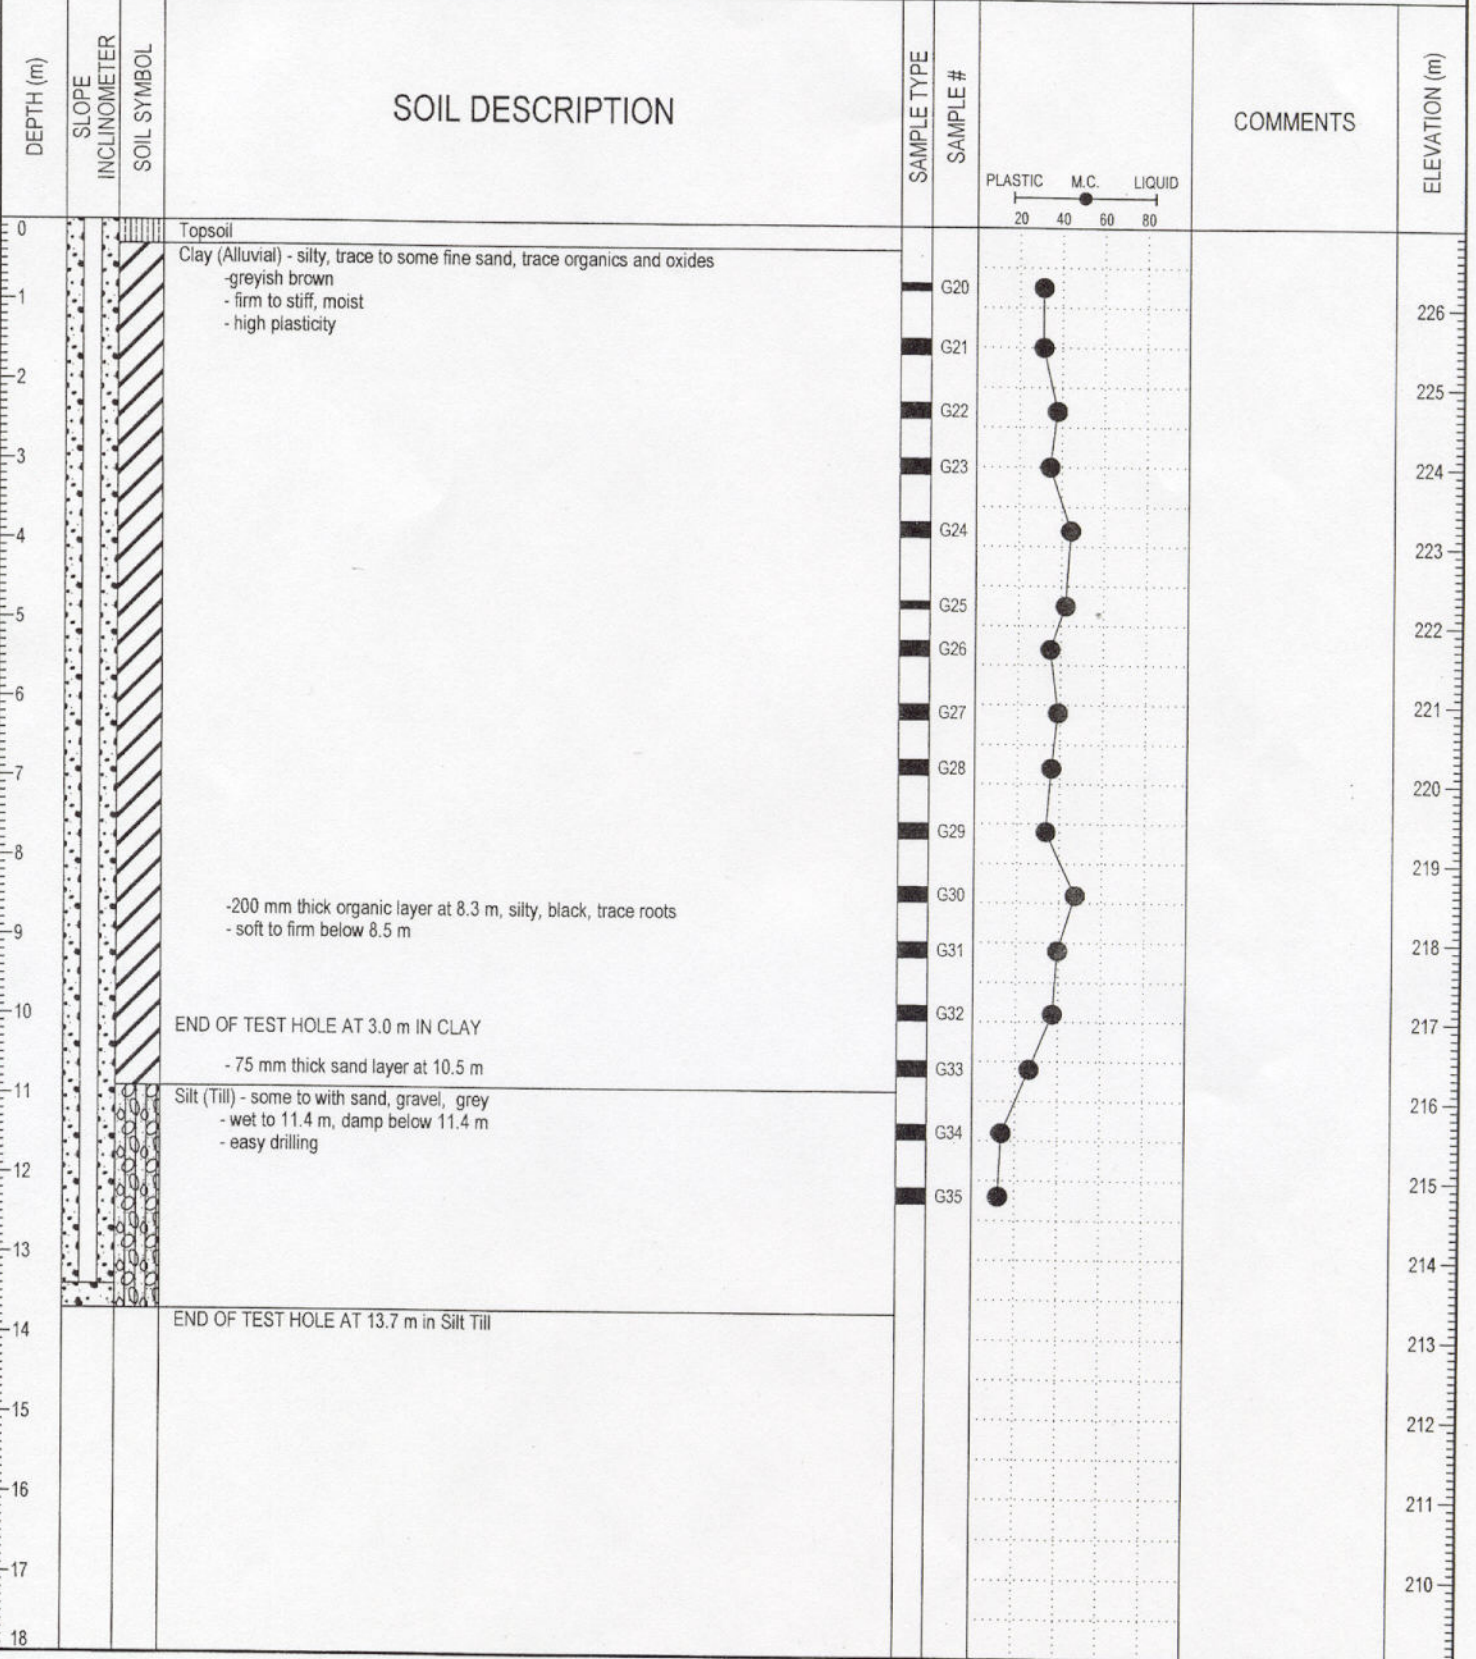 DEPTH (m)
SLOPE
INCLINOMETER
SOIL SYMBOL
SOIL DESCRIPTION
SAMPLE TYPE
SAMPLE #
PLASTIC M.C. LIQUID
20 40 60 80
COMMENTS
ELEVATION (m)
0
Topsoil
Clay (Alluvial) - silty, trace to some fine sand, trace organics and oxides
-greyish brown
- firm to stiff, moist
- high plasticity
G20
1
226
G21
2
225
G22
3
G23
224
4
G24
223
5
G25
222
G26
6
G27
221
7
G28
220
G29
8
219
G30
-200 mm thick organic layer at 8.3 m, silty, black, trace roots
- soft to firm below 8.5 m
9
G31
218
10
G32
END OF TEST HOLE AT 3.0 m IN CLAY
217
- 75 mm thick sand layer at 10.5 m
G33
11
Silt (Till) - some to with sand, gravel, grey
- wet to 11.4 m, damp below 11.4 m
- easy drilling
216
G34
12
G35
215
13
214
END OF TEST HOLE AT 13.7 m in Silt Till
14
213
15
212
16
211
17
210
18